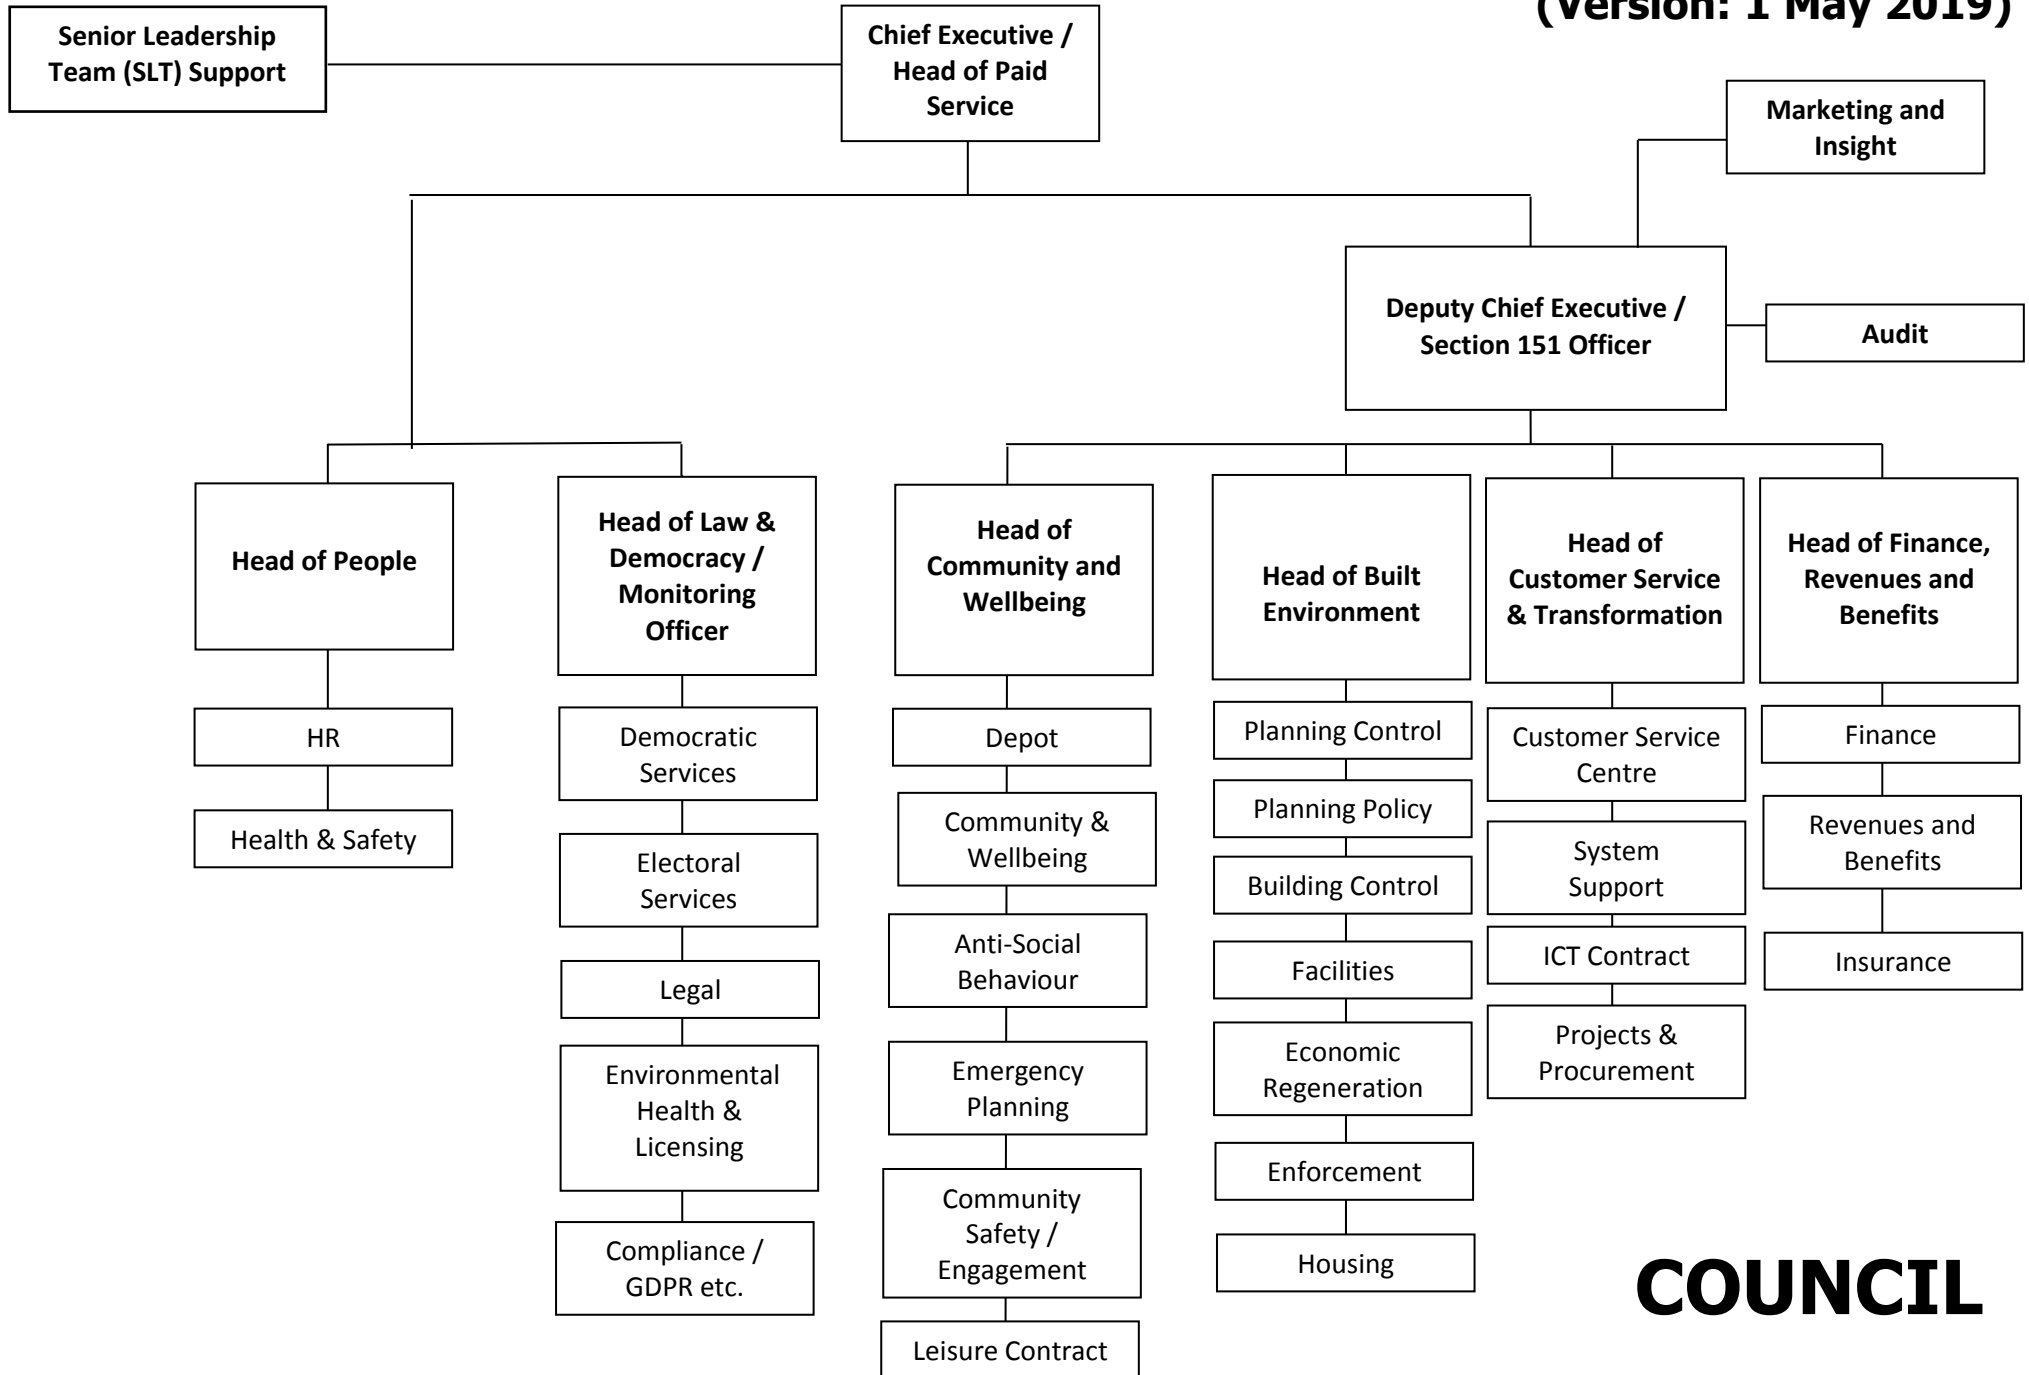 (Version: 1 May 2019)
Senior Leadership
Team (SLT) Support
Chief Executive /
Head of Paid
Service
Marketing and
Insight
Deputy Chief Executive /
Section 151 Officer
Audit
Head of People
Head of Law &
Democracy /
Monitoring
Officer
Head of
Community and
Wellbeing
Head of Built
Environment
Head of
Customer Service
& Transformation
Head of Finance,
Revenues and
Benefits
HR
Health & Safety
Democratic
Services
Electoral
Services
Legal
Environmental
Health &
Licensing
Compliance /
GDPR etc.
Depot
Community &
Wellbeing
Anti-Social
Behaviour
Emergency
Planning
Community
Safety /
Engagement
Leisure Contract
Planning Control
Planning Policy
Building Control
Facilities
Economic
Regeneration
Enforcement
Housing
Customer Service
Centre
System
Support
ICT Contract
Projects &
Procurement
Finance
Revenues and
Benefits
Insurance
COUNCIL